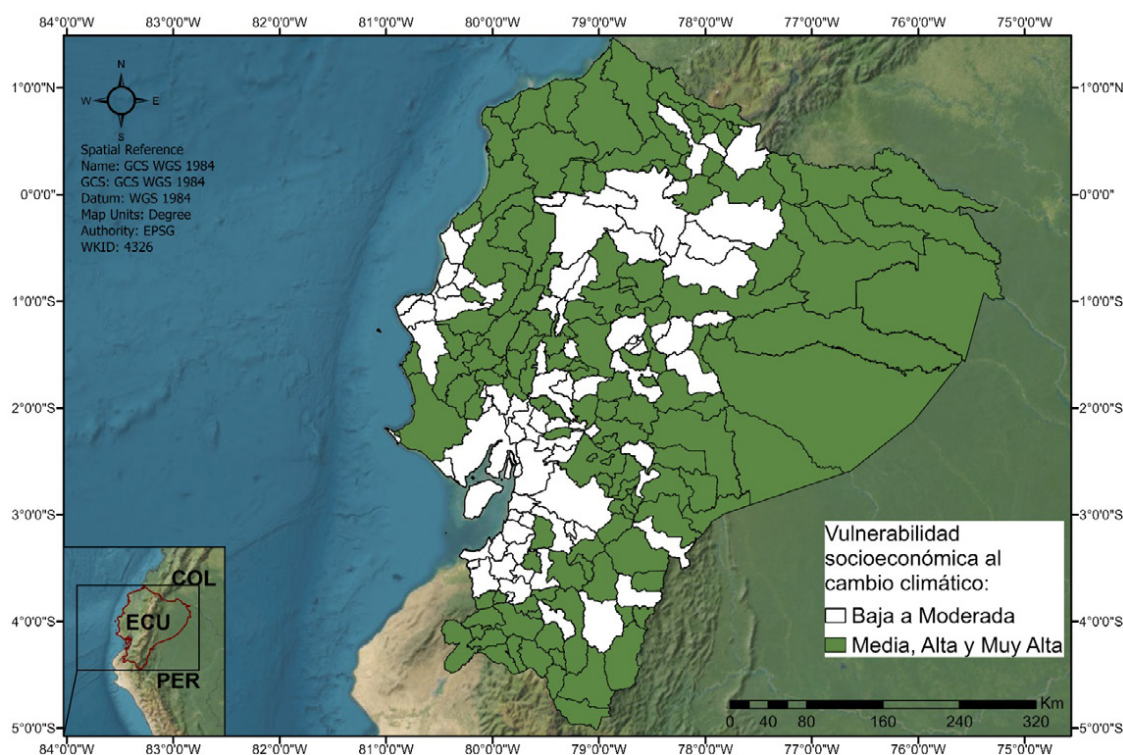 84°0'0"W 83°0'0"W 82°0'0"W 81°0'0"W 80°0'0"W 79°0'0"W 78°0'0"W 77°0'0"W 76°0'0"W 75°0'0"W
N
W E
S
Spatial Reference
Name: GCS WGS 1984
GCS: GCS WGS 1984
Datum: WGS 1984
Map Units: Degree
Authority: EPSG
WKID: 4326
1°0'0"N 1°0'0"N
0°0'0" 0°0'0"
1°0'0"S 1°0'0"S
2°0'0"S 2°0'0"S
3°0'0"S 3°0'0"S
4°0'0"S 4°0'0"S
5°0'0"S 5°0'0"S
Vulnerabilidad
socioeconómica al
cambio climático:
Baja a Moderada
Media, Alta y Muy Alta
COL
ECU
PER
Km
0 20 40 80 160 240 320
84°0'0"W 83°0'0"W 82°0'0"W 81°0'0"W 80°0'0"W 79°0'0"W 78°0'0"W 77°0'0"W 76°0'0"W 75°0'0"W